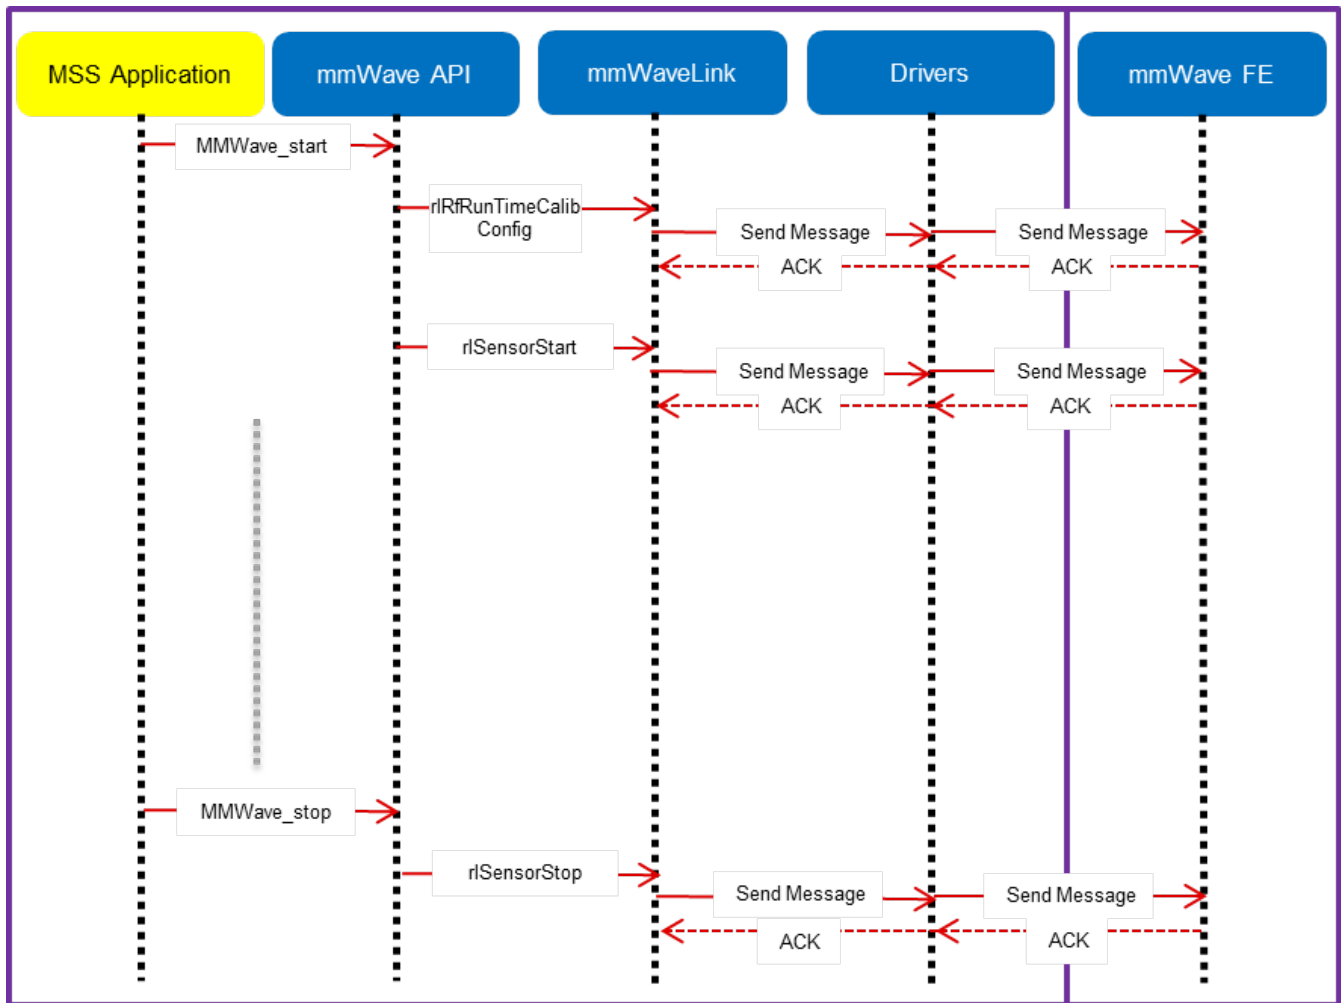 MSS Application
mmWave API
mmWaveLink
Drivers
mmWave FE
MMWave_start
rlRfRunTimeCalib
Config
Send Message
Send Message
ACK
ACK
rlSensorStart
Send Message
Send Message
ACK
ACK
MMWave_stop
rlSensorStop
Send Message
Send Message
ACK
ACK